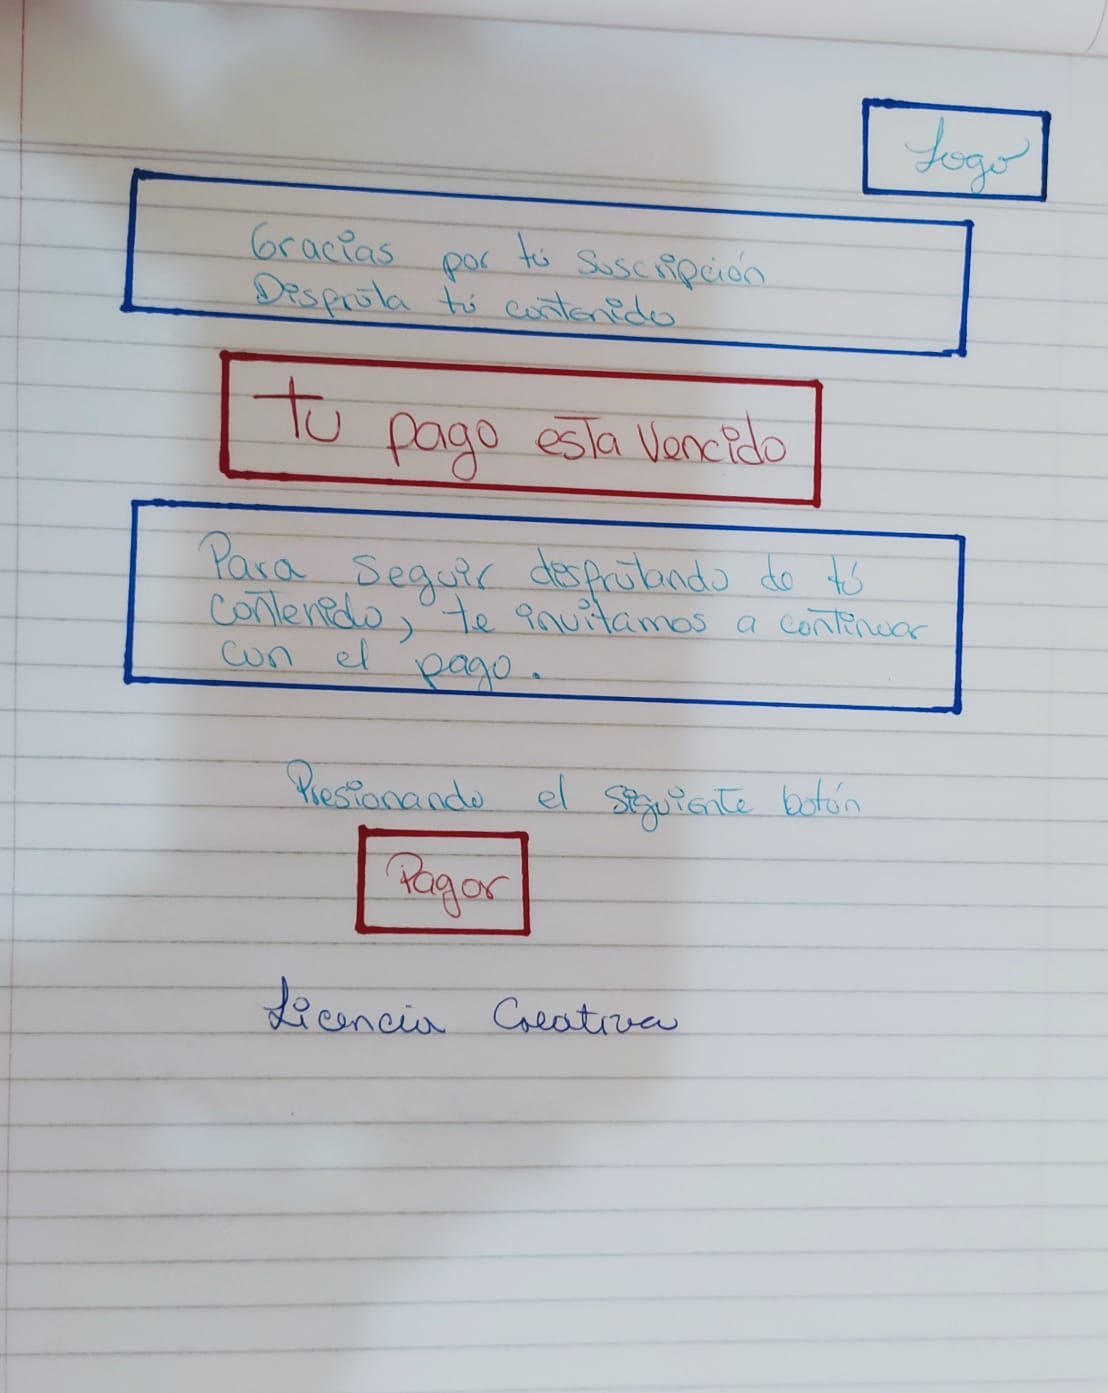 Logo
Gracias por tú Suscripción
Disfruta tú contenido
Tu pago esta Vencido
Para seguir desfrutando de tú
contenido, te invitamos a continuar
con el pago.
Presionando el siguiente botón
Pagar
Licencia Creativa